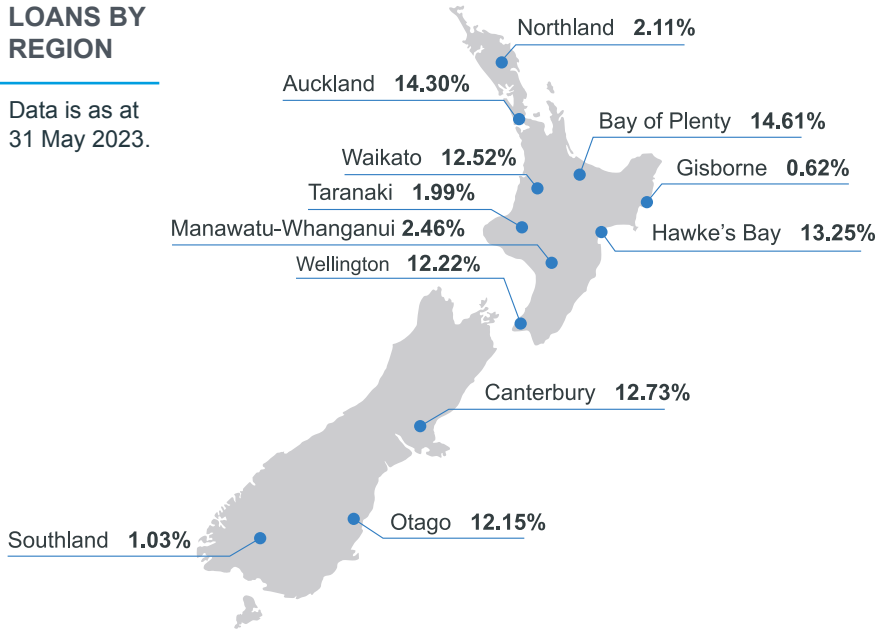 LOANS BY
REGION
Data is as at
31 May 2023.
Northland 2.11%
Auckland 14.30%
Bay of Plenty 14.61%
Waikato 12.52%
Gisborne 0.62%
Taranaki 1.99%
Manawatu-Whanganui 2.46%
Hawke's Bay 13.25%
Wellington 12.22%
Canterbury 12.73%
Otago 12.15%
Southland 1.03%